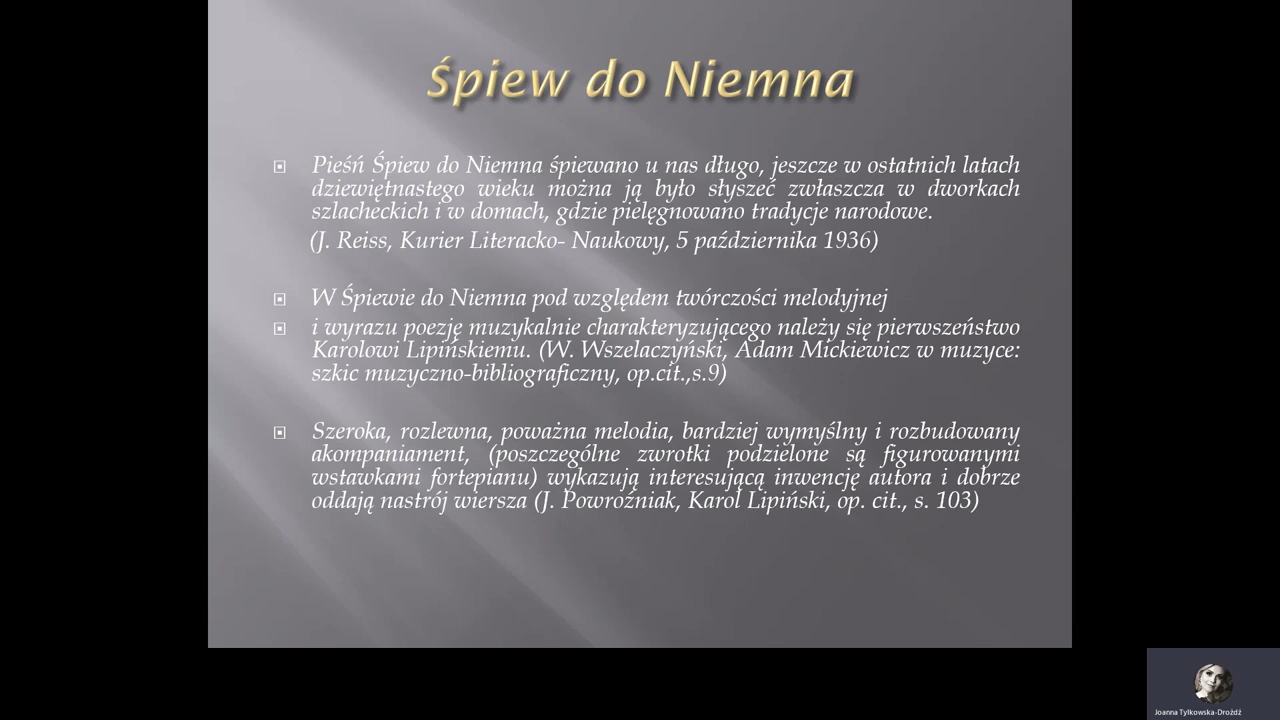 Śpiew do Niemna
Pieśń Śpiew do Niemna śpiewano u nas długo, jeszcze w ostatnich latach
dziewiętnastego wieku można ją było słyszeć zwłaszcza w dworkach
szlacheckich i w domach, gdzie pielęgnowano tradycje narodowe.
(J. Reiss, Kurier Literacko- Naukowy, 5 października 1936)
W Śpiewie do Niemna pod względem twórczości melodyjnej
i wyrazu poezję muzykalnie charakteryzującego należy się pierwszeństwo
Karolowi Lipińskiemu. (W. Wszelaczyński, Adam Mickiewicz w muzyce:
szkic muzyczno-bibliograficzny, op.cit.,s.9)
Szeroka, rozlewna, poważna melodia, bardziej wymyślny i rozbudowany
akompaniament, (poszczególne zwrotki podzielone są figurowanymi
wstawkami fortepianu) wykazują interesującą inwencję autora i dobrze
oddają nastrój wiersza (J. Powroźniak, Karol Lipiński, op. cit., s. 103)
Joanna Tylkowska-Drożdż